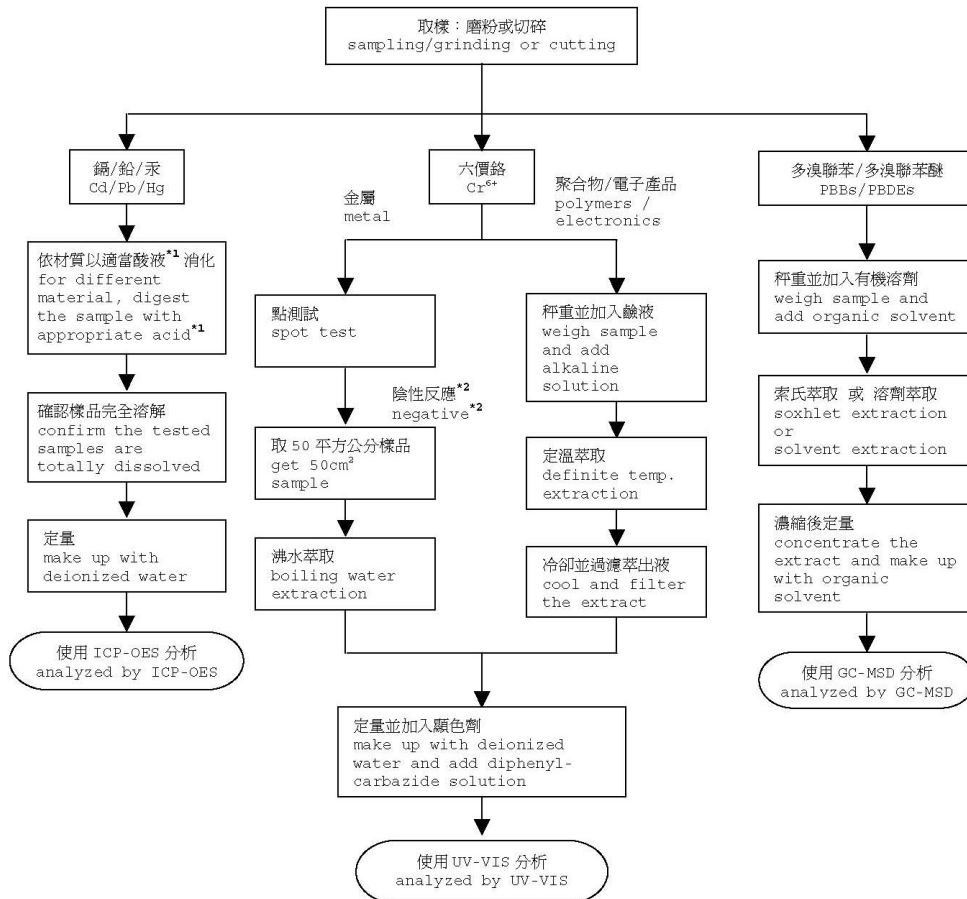 取樣：磨粉或切碎
sampling/grinding or cutting
鎘/鉛/汞
Cd/Pb/Hg
依材質以適當酸液*1 消化
for different
material, digest
the sample with
appropriate acid*1
確認樣品完全溶解
confirm the tested
samples are
totally dissolved
定量
make up with
deionized water
使用 ICP-OES 分析
analyzed by ICP-OES
六價鉻
Cr6+
金屬
metal
點測試
spot test
陰性反應*2
negative*2
取 50 平方公分樣品
get 50cm²
sample
沸水萃取
boiling water
extraction
聚合物/電子產品
polymers /
electronics
秤重並加入鹼液
weigh sample
and add
alkaline
solution
定溫萃取
definite temp.
extraction
冷卻並過濾萃出液
cool and filter
the extract
定量並加入顯色劑
make up with deionized
water and add diphenyl-
carbazide solution
使用 UV-VIS 分析
analyzed by UV-VIS
多溴聯苯/多溴聯苯醚
PBBs/PBDEs
秤重並加入有機溶劑
weigh sample and
add organic solvent
索氏萃取 或 溶劑萃取
soxhlet extraction
or
solvent extraction
濃縮後定量
concentrate the
extract and make up
with organic
solvent
使用 GC-MSD 分析
analyzed by GC-MSD